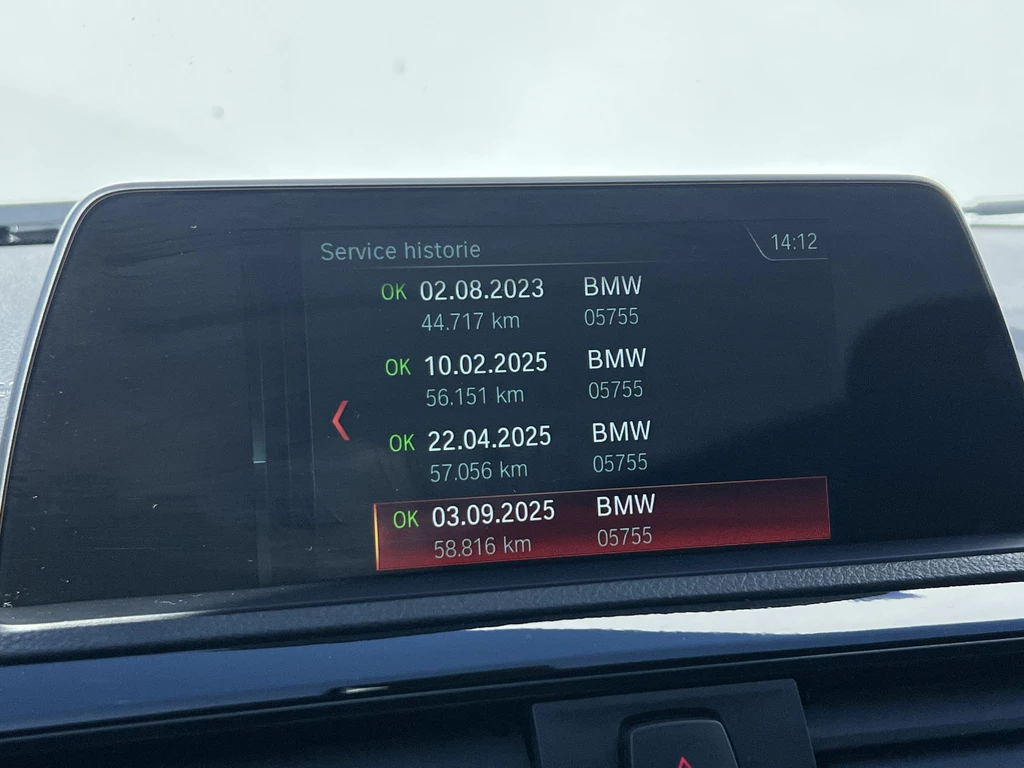 Service historie
14:12
OK 02.08.2023 BMW
44.717 km 05755
OK 10.02.2025 BMW
56.151 km 05755
OK 22.04.2025 BMW
57.056 km 05755
OK 03.09.2025 BMW
58.816 km 05755